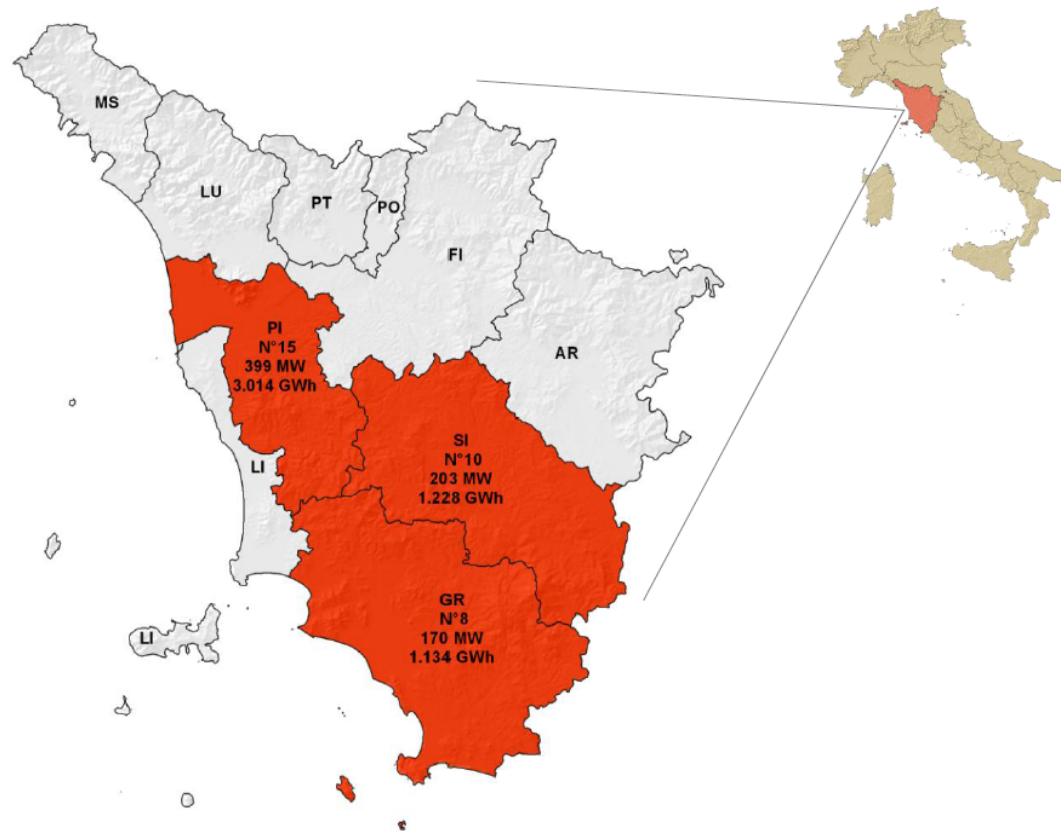 MS
LU
PT
PO
FI
AR
PI
N°15
399 MW
3.014 GWh
SI
N°10
203 MW
1.228 GWh
LI
GR
N°8
170 MW
1.134 GWh
LI